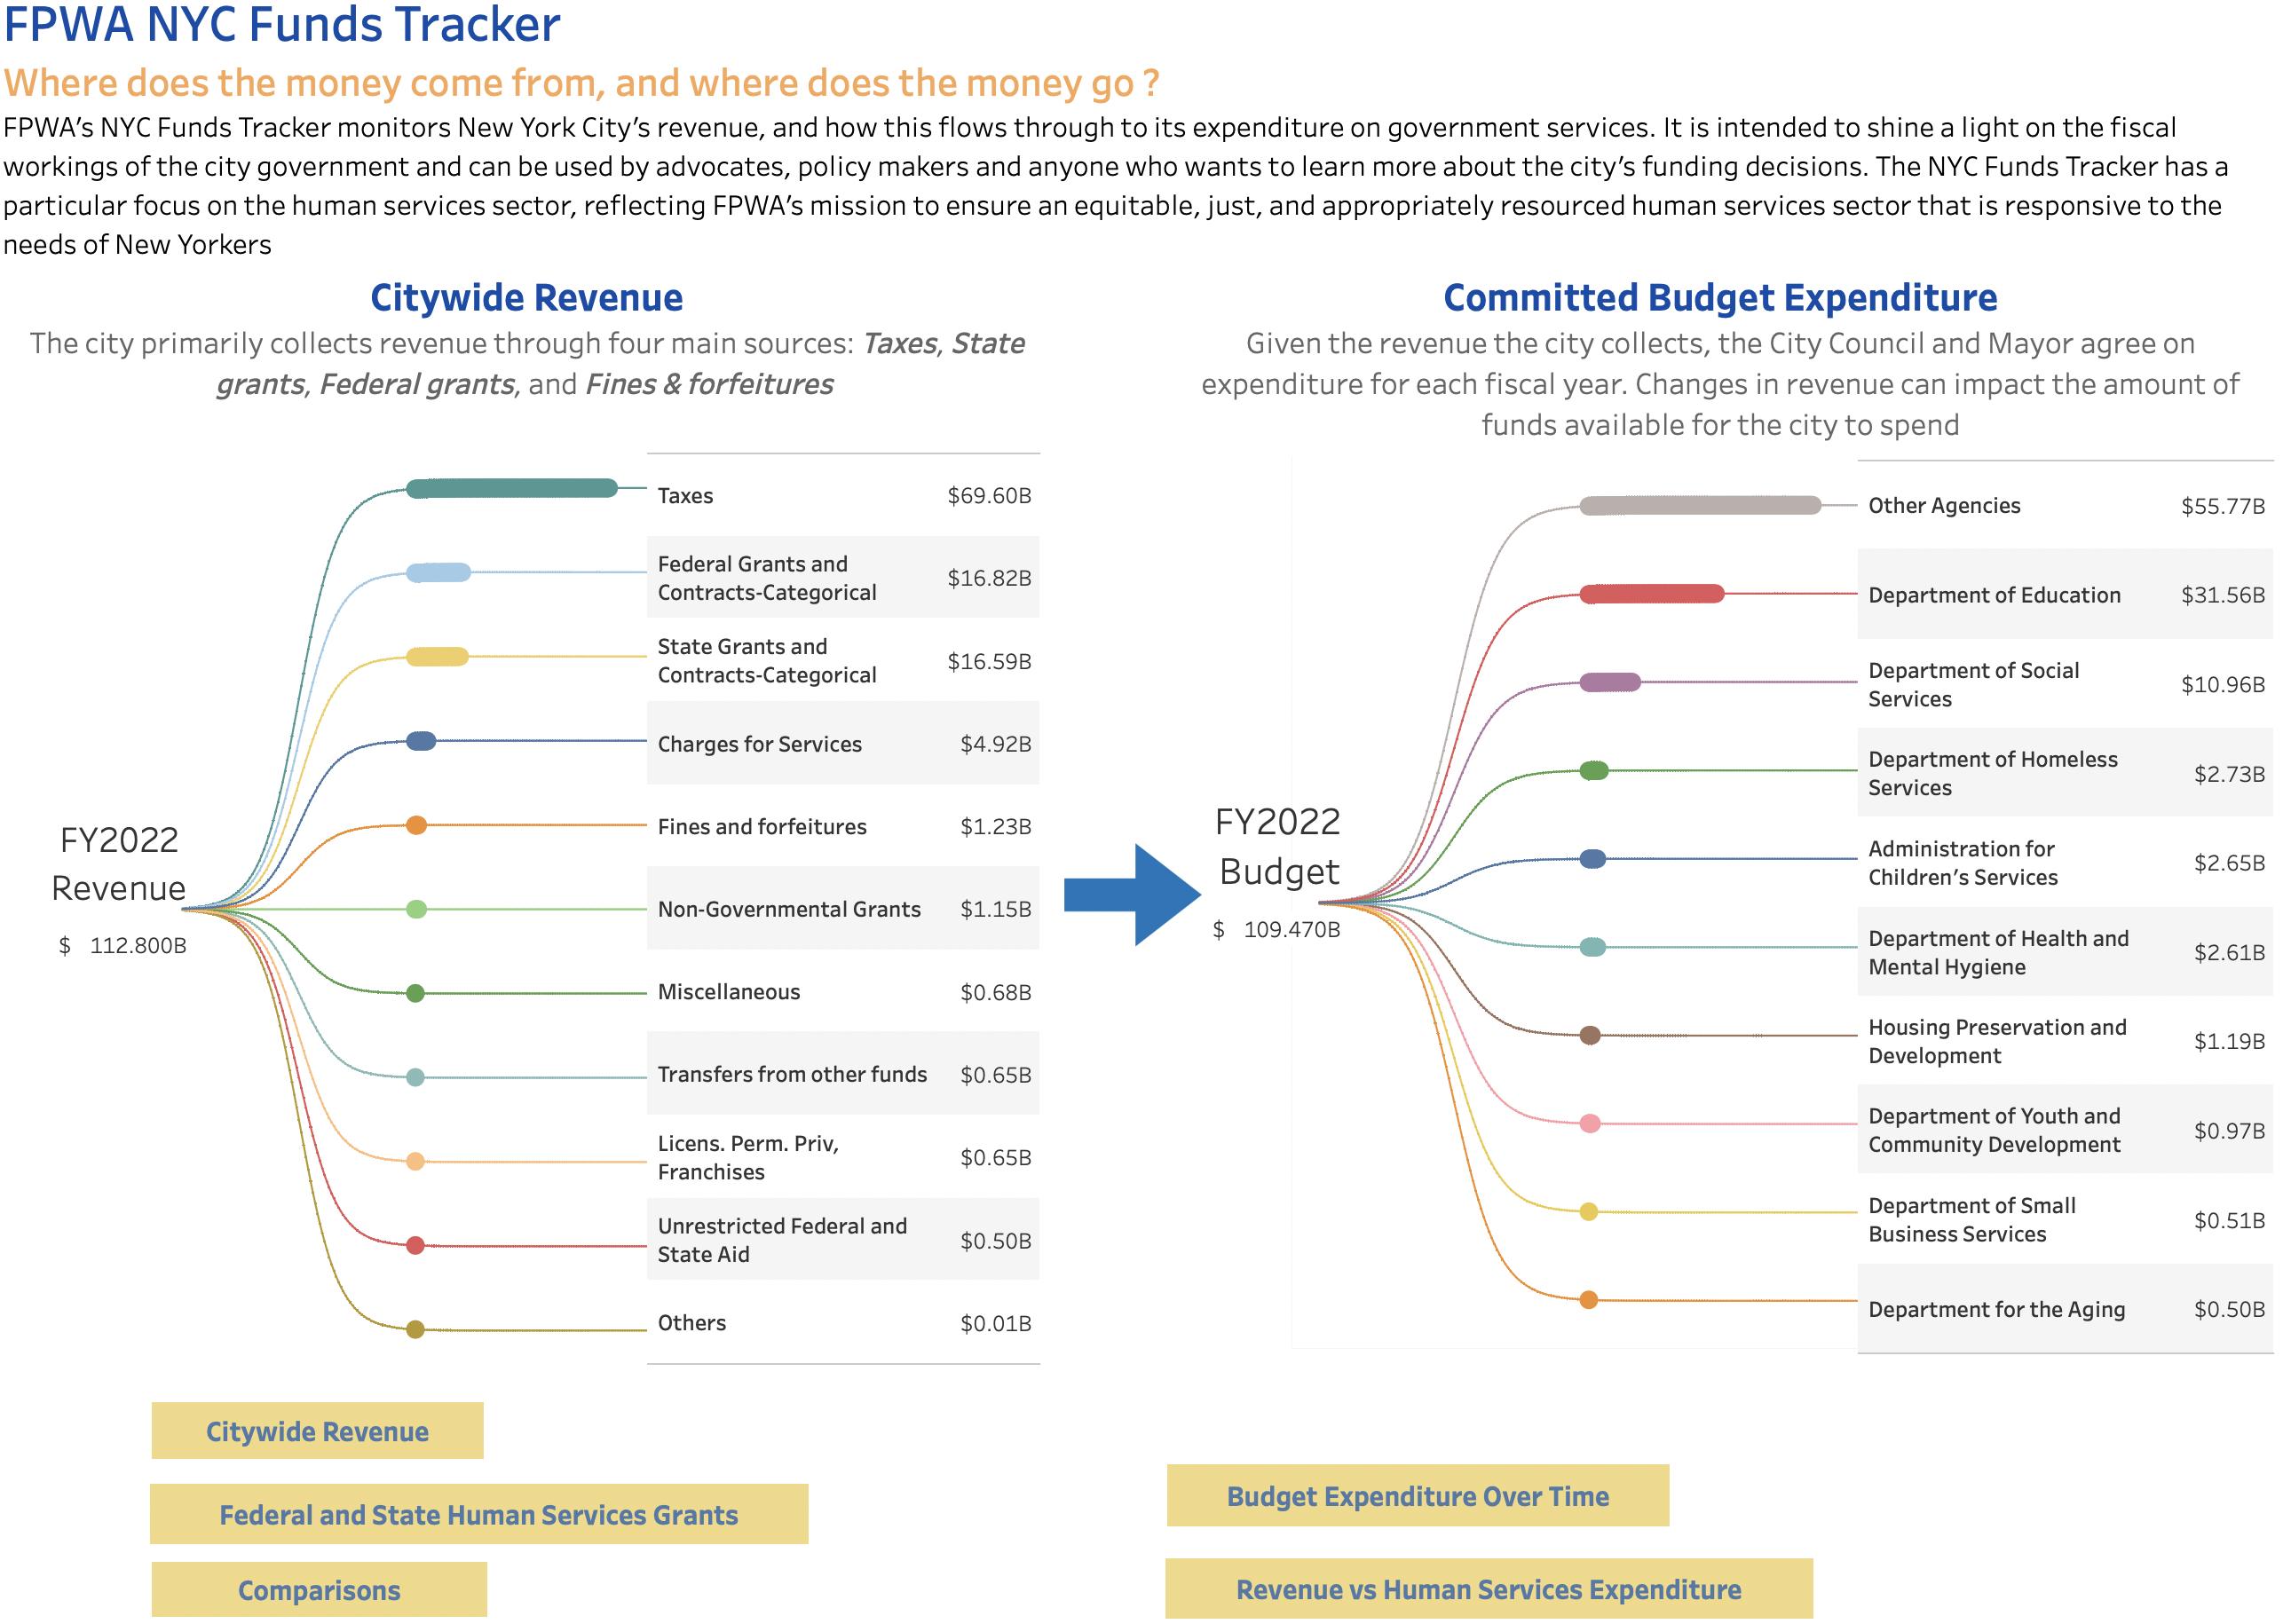 FPWA NYC Funds Tracker
Where does the money come from, and where does the money go ?
FPWA's NYC Funds Tracker monitors New York City's revenue, and how this flows through to its expenditure on government services. It is intended to shine a light on the fiscal
workings of the city government and can be used by advocates, policy makers and anyone who wants to learn more about the city's funding decisions. The NYC Funds Tracker has a
particular focus on the human services sector, reflecting FPWA's mission to ensure an equitable, just, and appropriately resourced human services sector that is responsive to the
needs of New Yorkers
Citywide Revenue
The city primarily collects revenue through four main sources: Taxes, State
grants, Federal grants, and Fines & forfeitures
FY2022
Revenue
$ 112.800B
Taxes $69.60B
Federal Grants and
Contracts-Categorical $16.82B
State Grants and
Contracts-Categorical $16.59B
Charges for Services $4.92B
Fines and forfeitures $1.23B
Non-Governmental Grants $1.15B
Miscellaneous $0.68B
Transfers from other funds $0.65B
Licens. Perm. Priv,
Franchises $0.65B
Unrestricted Federal and
State Aid $0.50B
Others $0.01B
Committed Budget Expenditure
Given the revenue the city collects, the City Council and Mayor agree on
expenditure for each fiscal year. Changes in revenue can impact the amount of
funds available for the city to spend
FY2022
Budget
$ 109.470B
Other Agencies $55.77B
Department of Education $31.56B
Department of Social
Services $10.96B
Department of Homeless
Services $2.73B
Administration for
Children's Services $2.65B
Department of Health and
Mental Hygiene $2.61B
Housing Preservation and
Development $1.19B
Department of Youth and
Community Development $0.97B
Department of Small
Business Services $0.51B
Department for the Aging $0.50B
Citywide Revenue
Federal and State Human Services Grants
Comparisons
Budget Expenditure Over Time
Revenue vs Human Services Expenditure